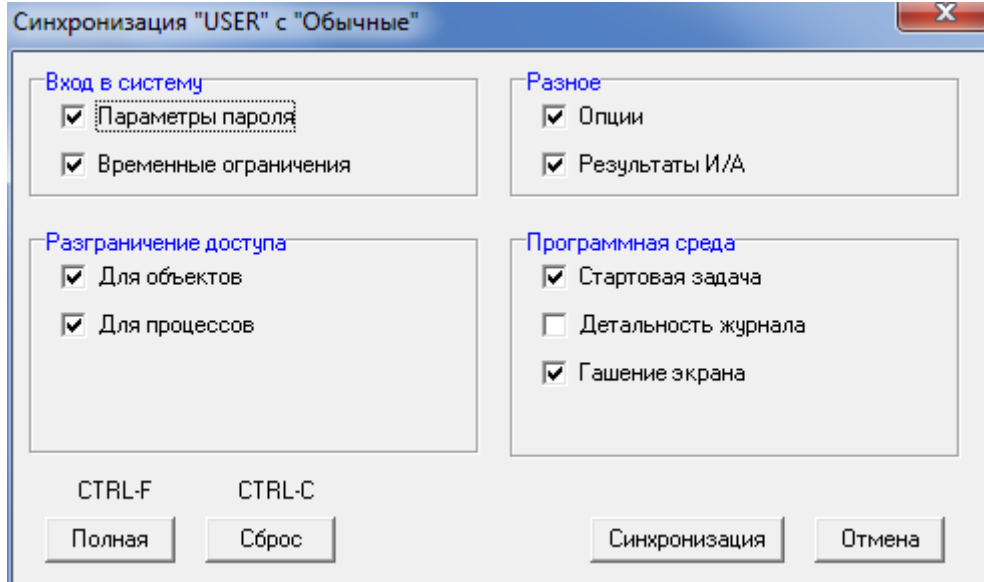 Синхронизация "USER" с "Обычные"
Вход в систему
Параметры пароля
Временные ограничения
Разное
Опции
Результаты И/А
Разграничение доступа
Для объектов
Для процессов
Программная среда
Стартовая задача
Детальность журнала
Гашение экрана
CTRL-F CTRL-C
Полная Сброс Синхронизация Отмена